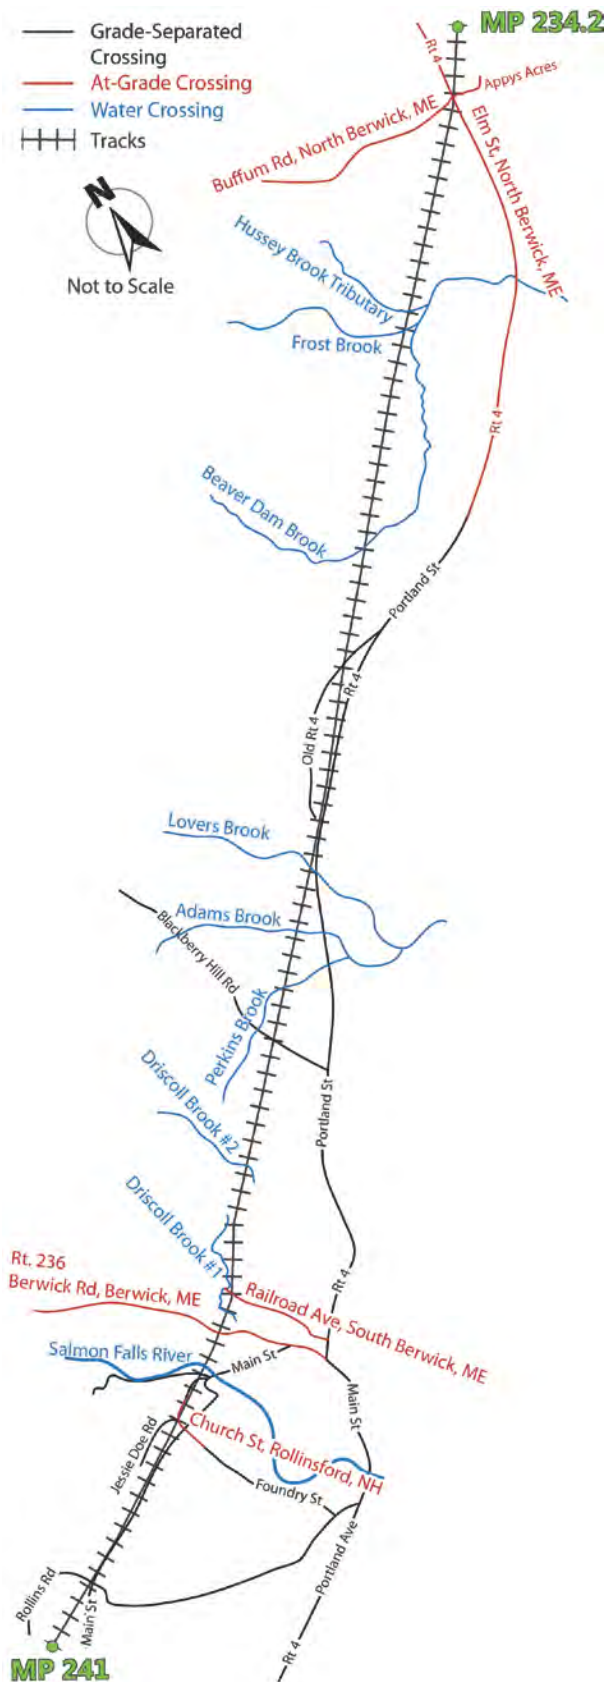 Grade-Separated
Crossing
At-Grade Crossing
Water Crossing
Tracks
N
Not to Scale
MP 234.2
Rt 4
Appys Acres
Buffum Rd, North Berwick, ME
Elm St, North Berwick, ME
Hussey Brook Tributary
Frost Brook
Rt 4
Beaver Dam Brook
Portland St
Rt 4
Old Rt 4
Lovers Brook
Adams Brook
Blackberry Hill Rd
Perkins Brook
Driscoll Brook #2
Portland St
Driscoll Brook #1
Rt. 236
Berwick Rd, Berwick, ME
Railroad Ave, South Berwick, ME
Rt 4
Salmon Falls River
Main St
Main St
Church St, Rollinsford, NH
Jessie Doe Rd
Foundry St
Portland Ave
Rollins Rd
Main St
Rt 4
MP 241